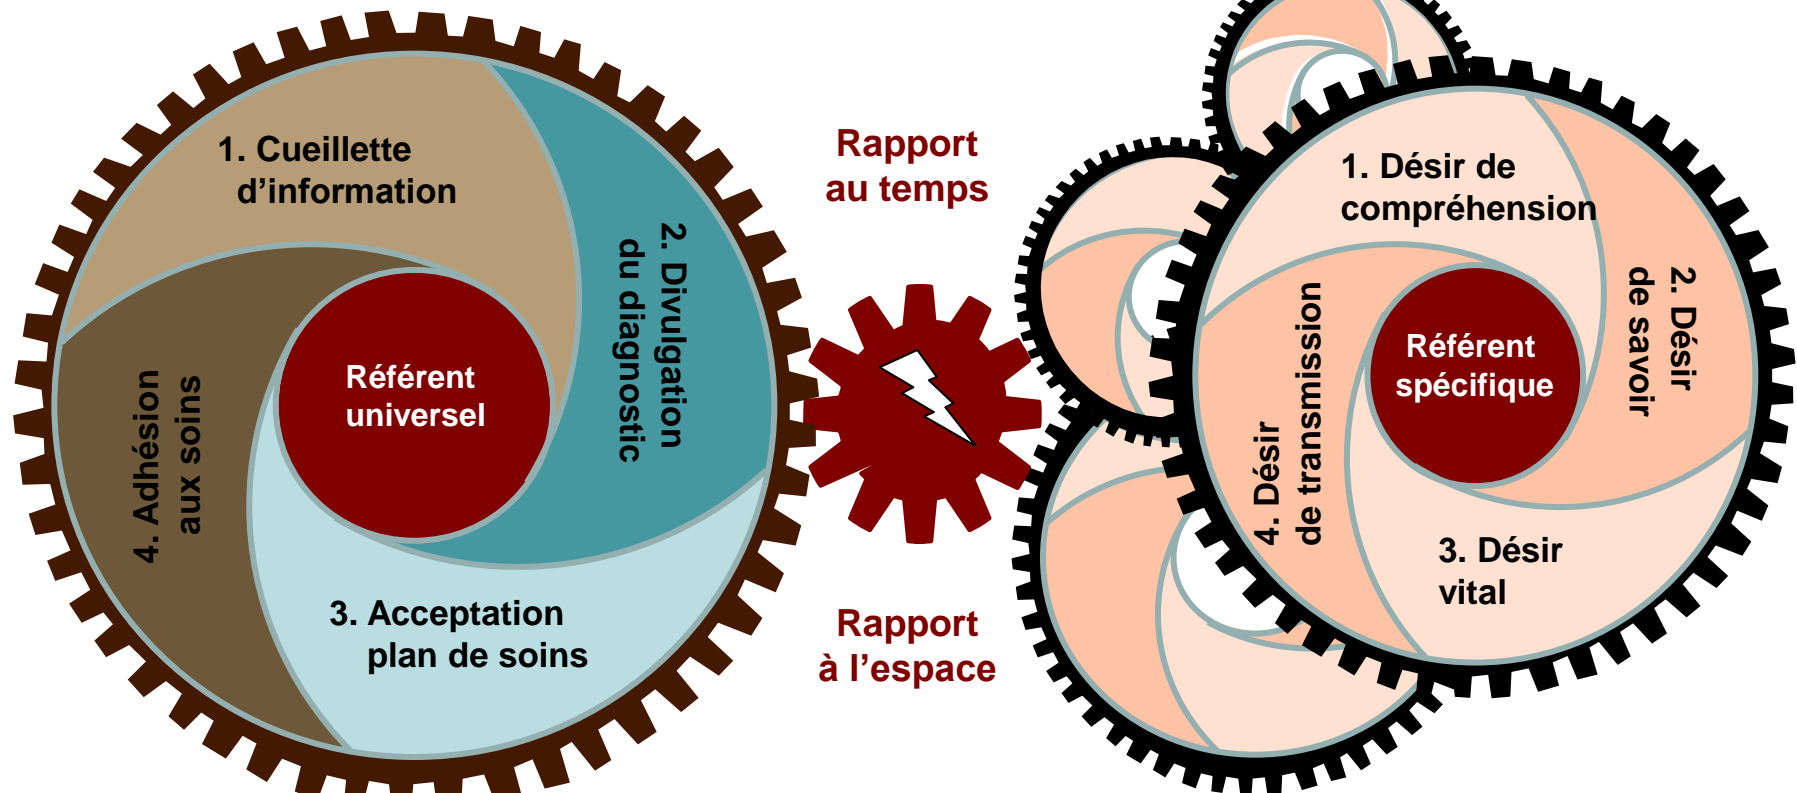 1. Cueillette
d’information
2. Divulgation
du diagnostic
3. Acceptation
plan de soins
4. Adhésion
aux soins
Référent
universel
Rapport
au temps
Rapport
à l’espace
1. Désir de
compréhension
2. Désir
de savoir
3. Désir
vital
4. Désir
de transmission
Référent
spécifique